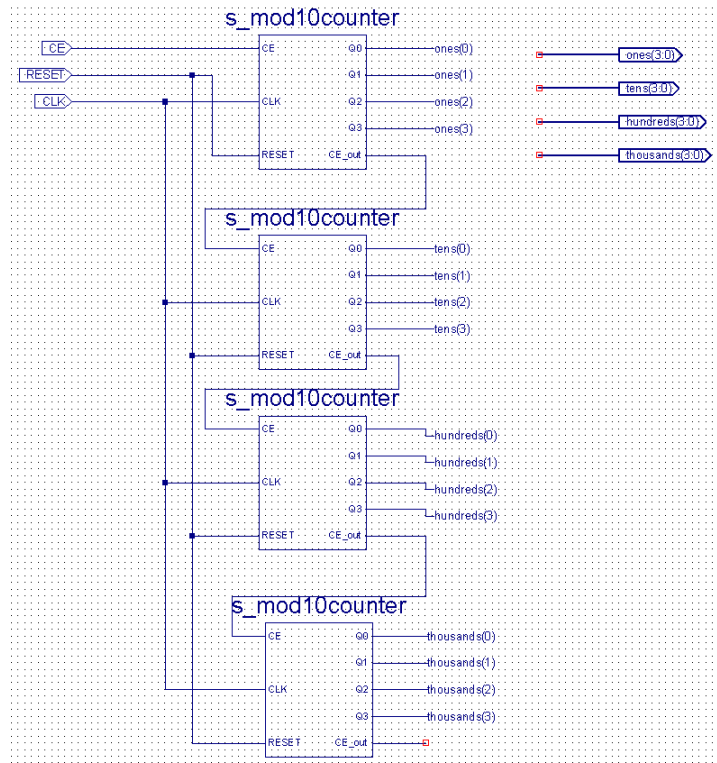 s_mod10counter
CE
CE
Q0
ones(0)
ones(3:0)
RESET
Q1
ones(1)
tens(3:0)
CLK
CLK
Q2
ones(2)
hundreds(3:0)
Q3
ones(3)
RESET
CE_out
thousands(3:0)
s_mod10counter
CE
Q0
tens(0)
Q1
tens(1)
CLK
Q2
tens(2)
Q3
tens(3)
RESET
CE_out
s_mod10counter
CE
Q0
hundreds(0)
Q1
hundreds(1)
CLK
Q2
hundreds(2)
Q3
hundreds(3)
RESET
CE_out
s_mod10counter
CE
Q0
thousands(0)
Q1
thousands(1)
CLK
Q2
thousands(2)
Q3
thousands(3)
RESET
CE_out